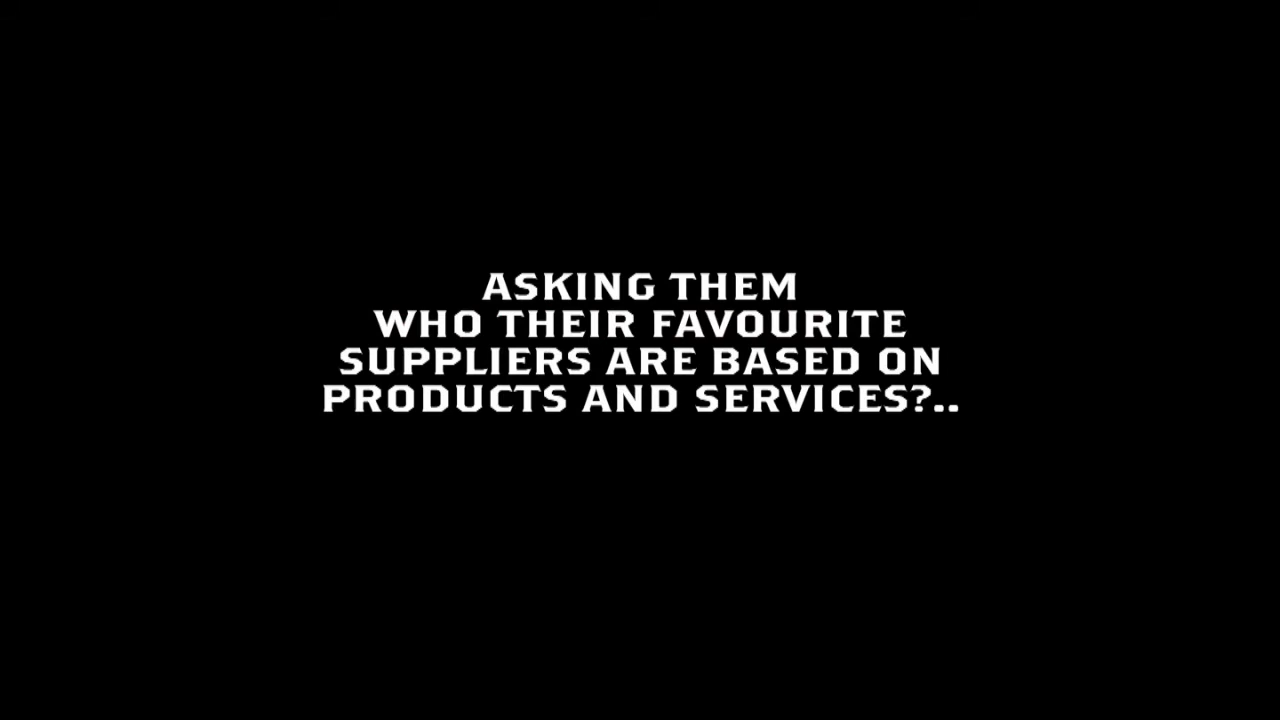 ASKING THEM
WHO THEIR FAVOURITE
SUPPLIERS ARE BASED ON
PRODUCTS AND SERVICES?..